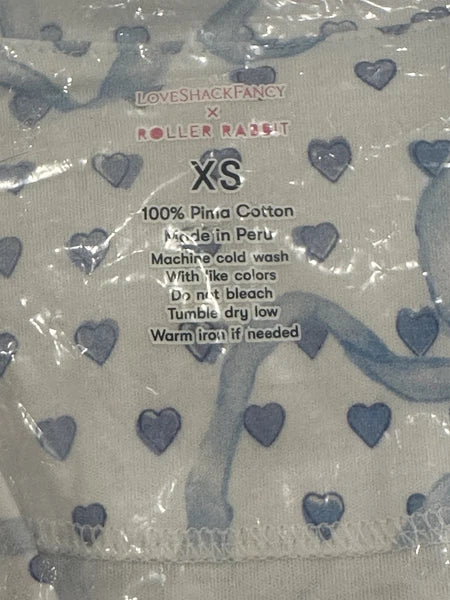 LOVESHACKFANCY
×
ROLLER RABBIT
XS
100% Pima Cotton
Made in Peru
Machine cold wash
With like colors
Do not bleach
Tumble dry low
Warm iron if needed